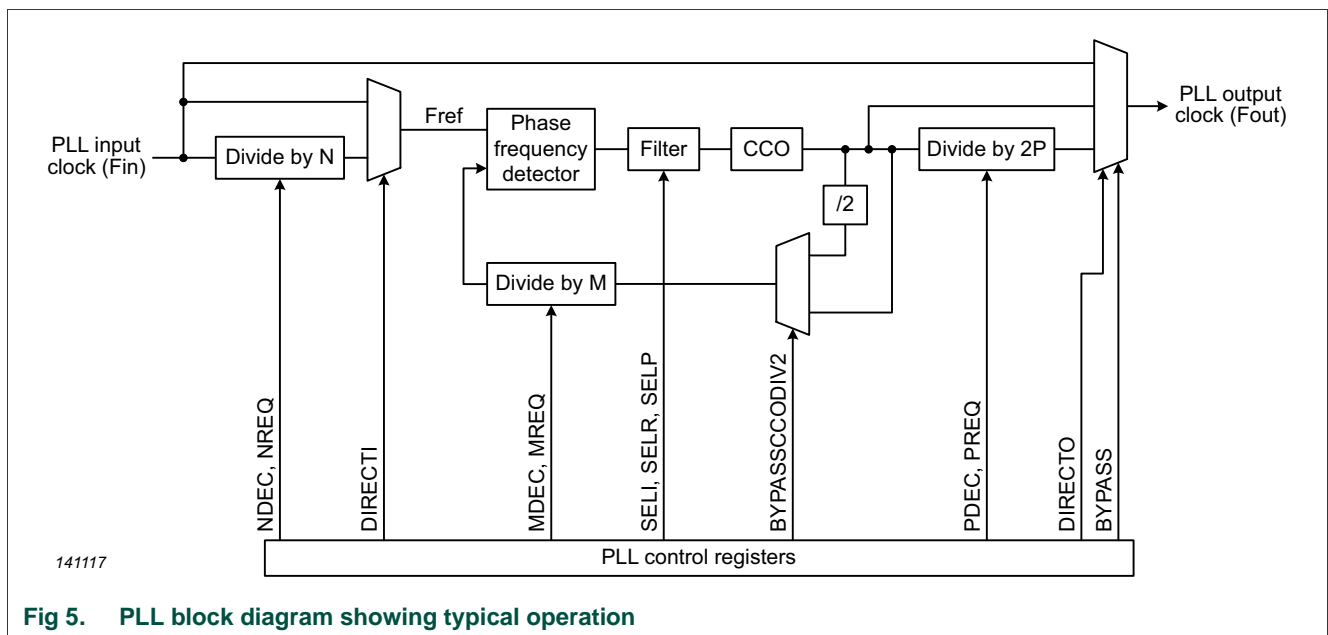 PLL input
clock (Fin)
Divide by N
Fref
Phase
frequency
detector
Filter
CCO
Divide by 2P
PLL output
clock (Fout)
/2
Divide by M
NDEC, NREQ
DIRECTI
MDEC, MREQ
SELI, SELR, SELP
BYPASSCCODIV2
PDEC, PREQ
DIRECTO
BYPASS
PLL control registers
141117
Fig 5. PLL block diagram showing typical operation